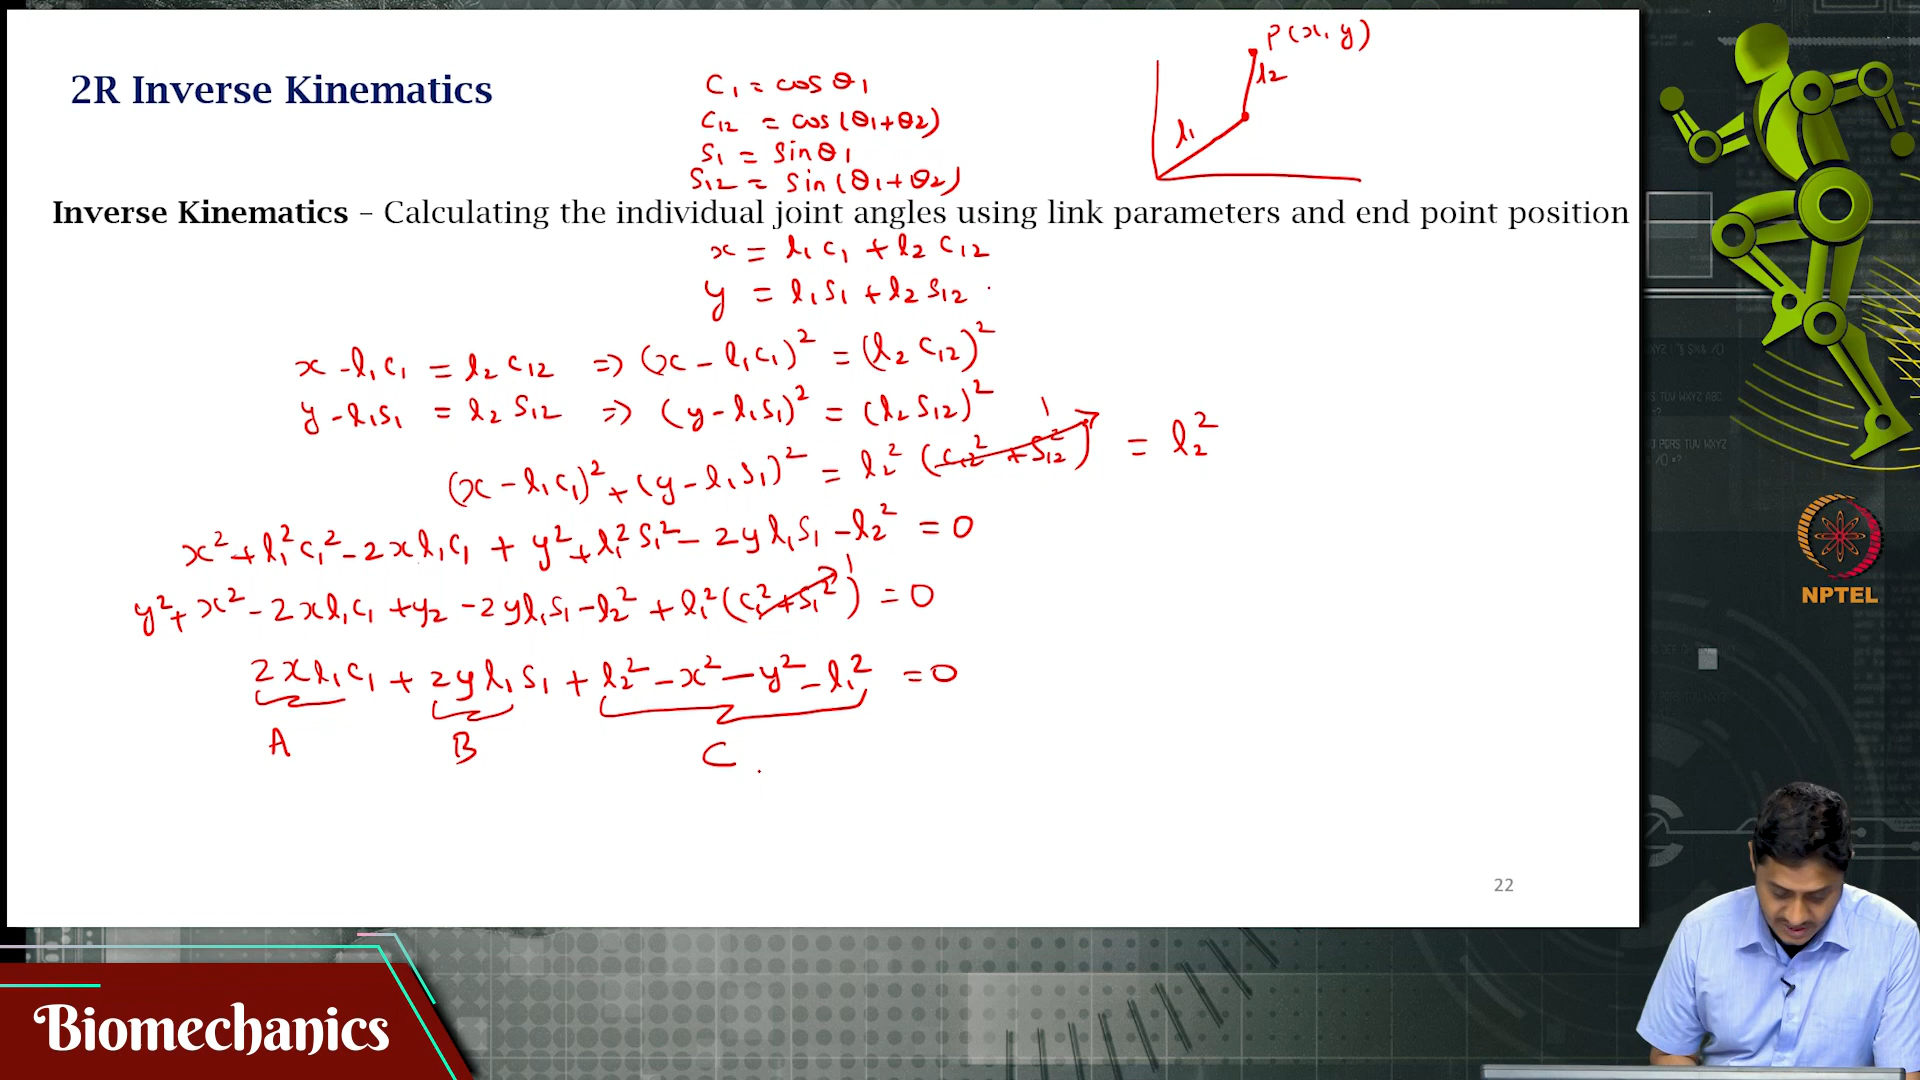 2R Inverse Kinematics
C₁ = cos θ₁
C₁₂ = cos(θ₁+θ₂)
S₁ = sin θ₁
S₁₂ = sin(θ₁+θ₂)
P(x, y)
l₂
l₁
Inverse Kinematics – Calculating the individual joint angles using link parameters and end point position
x = l₁ c₁ + l₂ c₁₂
y = l₁s₁ + l₂ s₁₂
x - l₁c₁ = l₂ c₁₂ ⇒ (x - l₁c₁)² = (l₂ c₁₂)²
y - l₁s₁ = l₂ s₁₂ ⇒ (y - l₁s₁)² = (l₂ s₁₂)²
(x - l₁c₁)² + (y - l₁s₁)² = l₂² (c₁₂² + s₁₂²) 1 = l₂²
x² + l₁²c₁² - 2xl₁c₁ + y² + l₁²s₁² - 2yl₁s₁ - l₂² = 0
y² + x² - 2xl₁c₁ + y₂ - 2yl₁s₁ - l₂² + l₁²(c₁² + s₁²) 1 = 0
2xl₁c₁ + 2yl₁s₁ + l₂² - x² - y² - l₁² = 0
A B C
22
NPTEL
Biomechanics